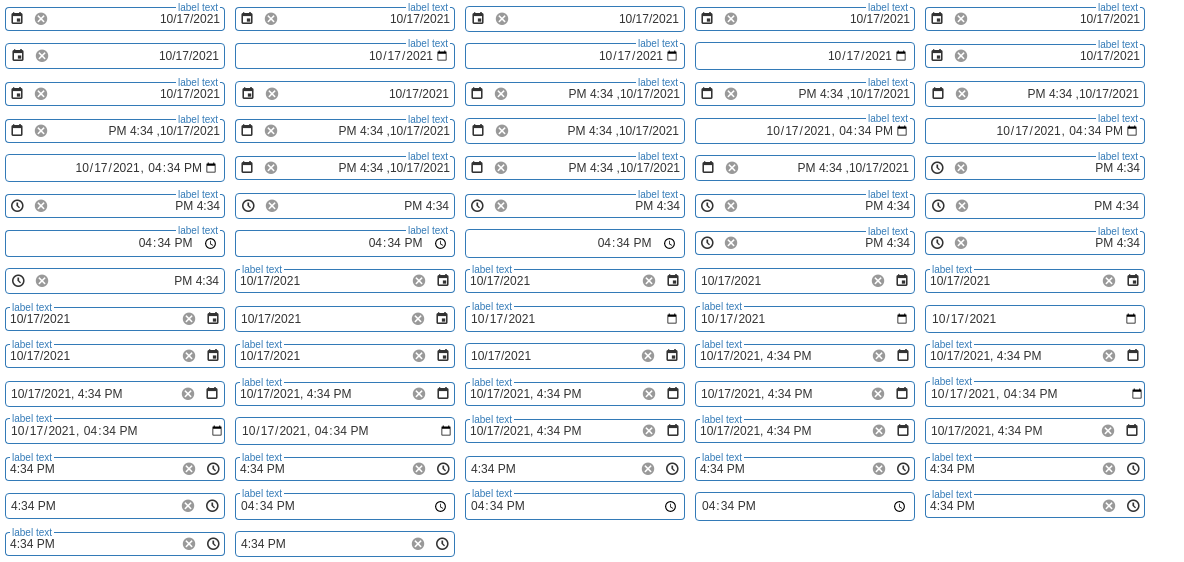 label text label text label text label text
10/17/2021 10/17/2021 10/17/2021 10/17/2021 10/17/2021
label text label text label text
10/17/2021 10/17/2021 10/17/2021 10/17/2021 10/17/2021
label text label text label text
10/17/2021 10/17/2021 PM 4:34 ,10/17/2021 PM 4:34 ,10/17/2021 PM 4:34 ,10/17/2021
label text label text label text label text
PM 4:34 ,10/17/2021 PM 4:34 ,10/17/2021 PM 4:34 ,10/17/2021 10/17/2021, 04:34 PM 10/17/2021, 04:34 PM
label text label text label text
10/17/2021, 04:34 PM PM 4:34 ,10/17/2021 PM 4:34 ,10/17/2021 PM 4:34 ,10/17/2021 PM 4:34
label text label text label text
PM 4:34 PM 4:34 PM 4:34 PM 4:34 PM 4:34
label text label text
04:34 PM 04:34 PM 04:34 PM PM 4:34 PM 4:34
label text label text label text
PM 4:34 10/17/2021 10/17/2021 10/17/2021 10/17/2021
label text label text label text
10/17/2021 10/17/2021 10/17/2021 10/17/2021 10/17/2021
label text label text label text label text
10/17/2021 10/17/2021 10/17/2021 10/17/2021, 4:34 PM 10/17/2021, 4:34 PM
label text label text label text
10/17/2021, 4:34 PM 10/17/2021, 4:34 PM 10/17/2021, 4:34 PM 10/17/2021, 4:34 PM 10/17/2021, 04:34 PM
label text label text label text
10/17/2021, 04:34 PM 10/17/2021, 04:34 PM 10/17/2021, 4:34 PM 10/17/2021, 4:34 PM 10/17/2021, 4:34 PM
label text label text label text label text
4:34 PM 4:34 PM 4:34 PM 4:34 PM 4:34 PM
label text label text label text
4:34 PM 04:34 PM 04:34 PM 04:34 PM 4:34 PM
label text
4:34 PM 4:34 PM